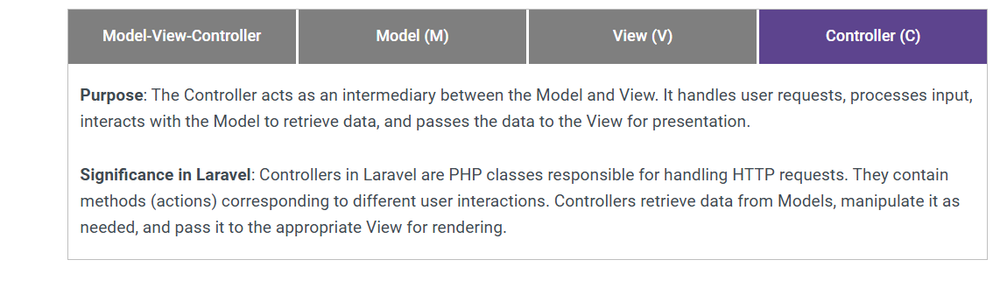 Model-View-Controller
Model (M)
View (V)
Controller (C)
Purpose: The Controller acts as an intermediary between the Model and View. It handles user requests, processes input,
interacts with the Model to retrieve data, and passes the data to the View for presentation.
Significance in Laravel: Controllers in Laravel are PHP classes responsible for handling HTTP requests. They contain
methods (actions) corresponding to different user interactions. Controllers retrieve data from Models, manipulate it as
needed, and pass it to the appropriate View for rendering.